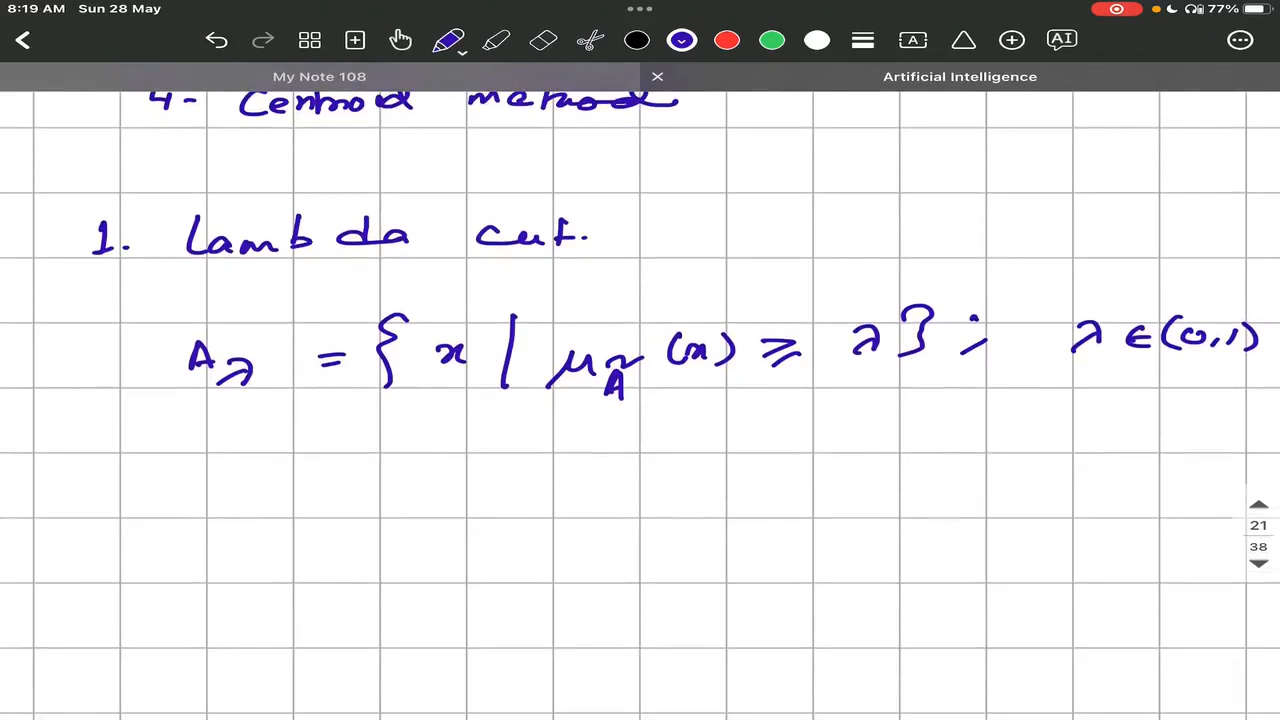 8:19 AM Sun 28 May
77%
My Note 108
Artificial Intelligence
4- Centroid method
1. Lambda cut.
A_λ = { x | μ_Ã (x) ⩾ λ } ; λ ∈ (0,1)
21
38